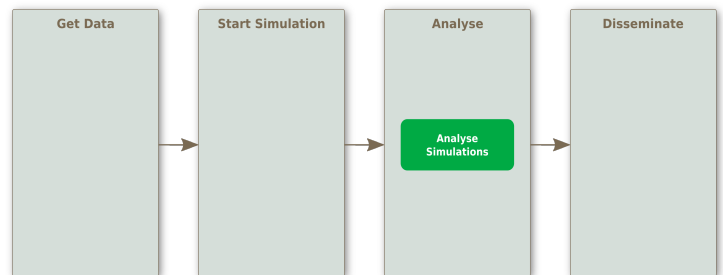 Get Data
Start Simulation
Analyse
Disseminate
Analyse
Simulations